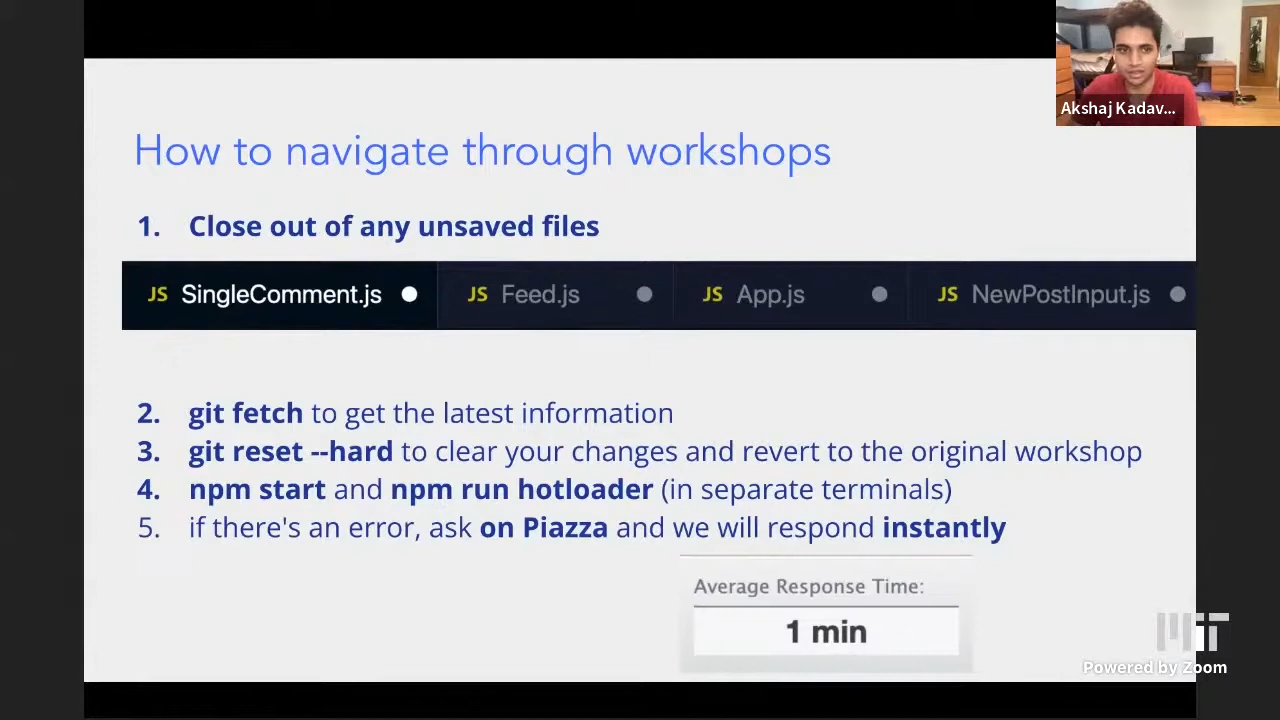 Akshaj Kadav...
How to navigate through workshops
1. Close out of any unsaved files
JS SingleComment.js JS Feed.js JS App.js JS NewPostInput.js
2. git fetch to get the latest information
3. git reset --hard to clear your changes and revert to the original workshop
4. npm start and npm run hotloader (in separate terminals)
5. if there's an error, ask on Piazza and we will respond instantly
Average Response Time:
1 min
MIT
Powered by Zoom